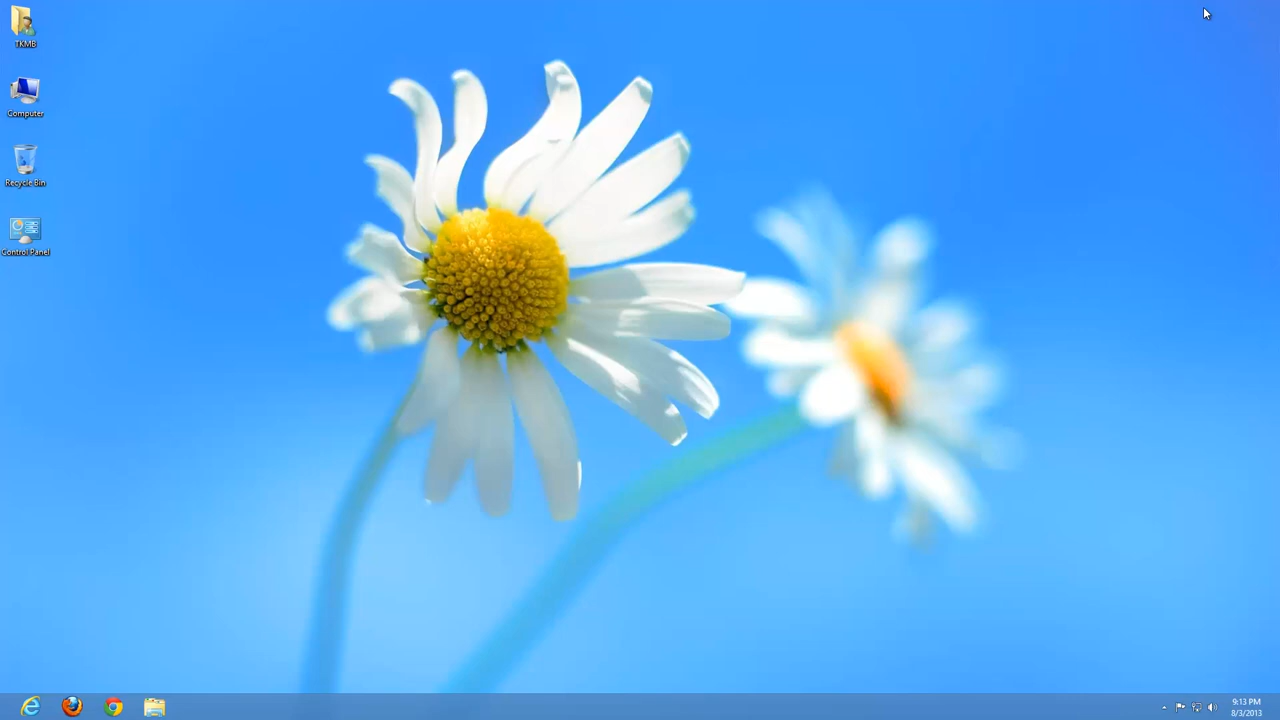 TKMB
Computer
Recycle Bin
Control Panel
9:13 PM
8/3/2013